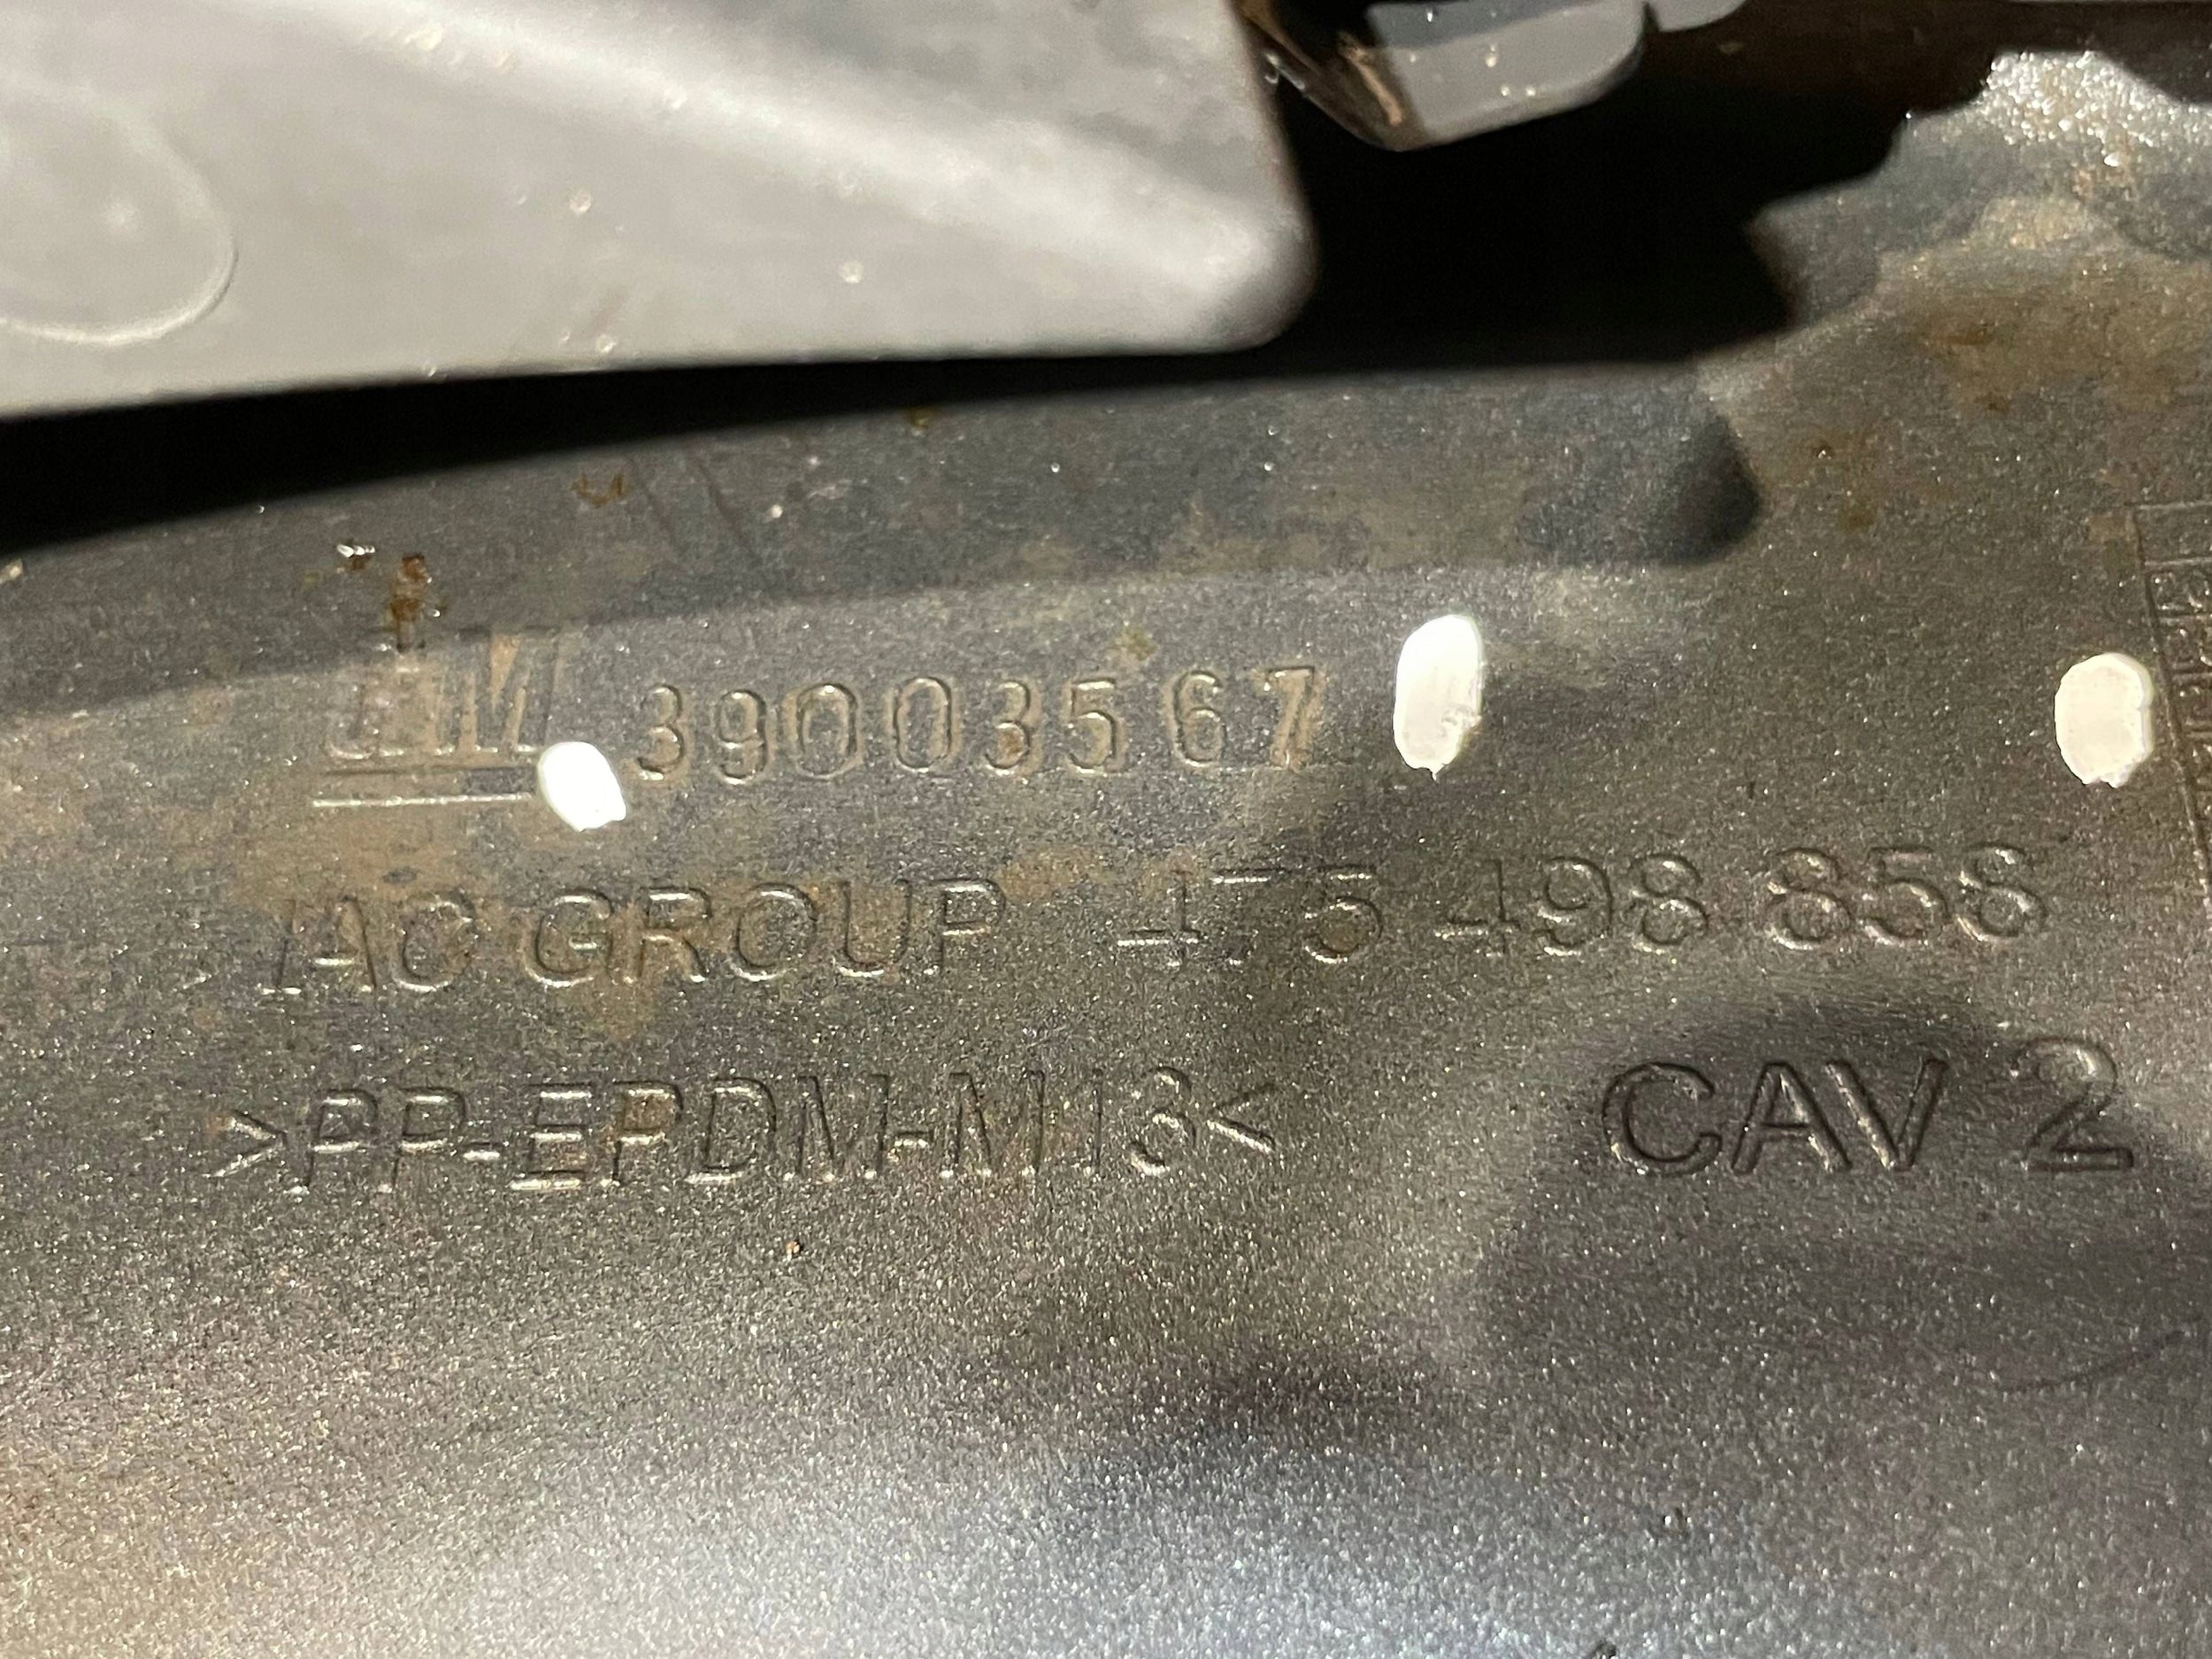 GM 39003567
IAC GROUP 475 498 858
>PP-EPDM-M13<
CAV 2